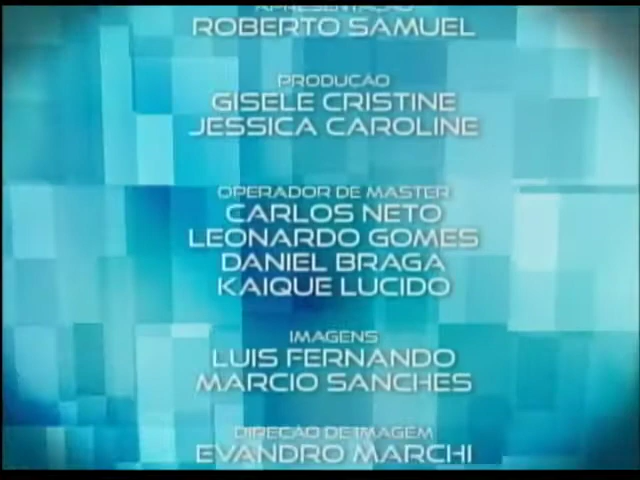 APRESENTAÇÃO
ROBERTO SAMUEL
PRODUÇÃO
GISELE CRISTINE
JESSICA CAROLINE
OPERADOR DE MASTER
CARLOS NETO
LEONARDO GOMES
DANIEL BRAGA
KAIQUE LUCIDO
IMAGENS
LUIS FERNANDO
MARCIO SANCHES
DIREÇÃO DE IMAGEM
EVANDRO MARCHI